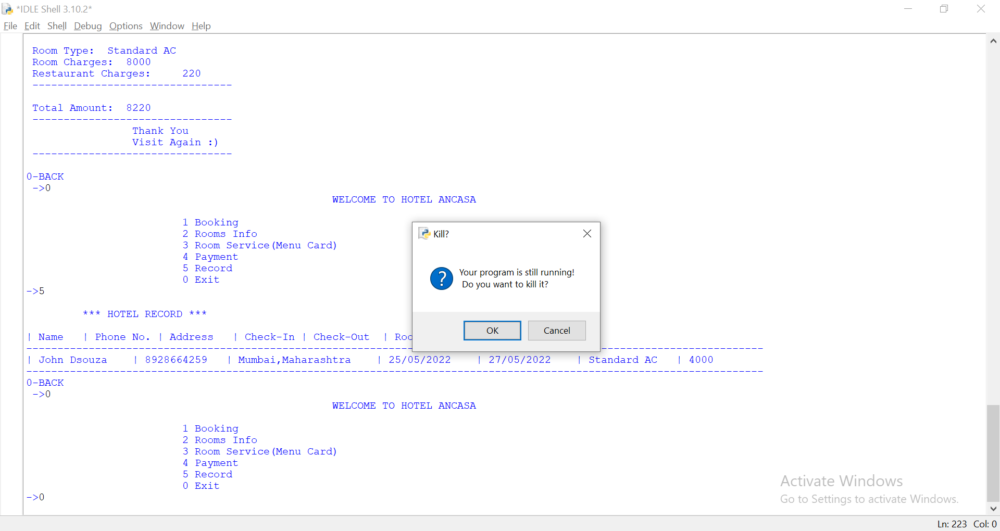 *IDLE Shell 3.10.2*
File Edit Shell Debug Options Window Help
Room Type: Standard AC
Room Charges: 8000
Restaurant Charges: 220
--------------------------------
Total Amount: 8220
--------------------------------
Thank You
Visit Again :)
--------------------------------
0-BACK
->0
WELCOME TO HOTEL ANCASA
1 Booking
2 Rooms Info
3 Room Service(Menu Card)
4 Payment
5 Record
0 Exit
->5
*** HOTEL RECORD ***
| Name | Phone No. | Address | Check-In | Check-Out | Roo
----------------------------------------------------------------------------------------------------------------------
| John Dsouza | 8928664259 | Mumbai,Maharashtra | 25/05/2022 | 27/05/2022 | Standard AC | 4000
----------------------------------------------------------------------------------------------------------------------
0-BACK
->0
WELCOME TO HOTEL ANCASA
1 Booking
2 Rooms Info
3 Room Service(Menu Card)
4 Payment
5 Record
0 Exit
->0
Kill?
Your program is still running!
Do you want to kill it?
OK Cancel
Activate Windows
Go to Settings to activate Windows.
Ln: 223 Col: 0